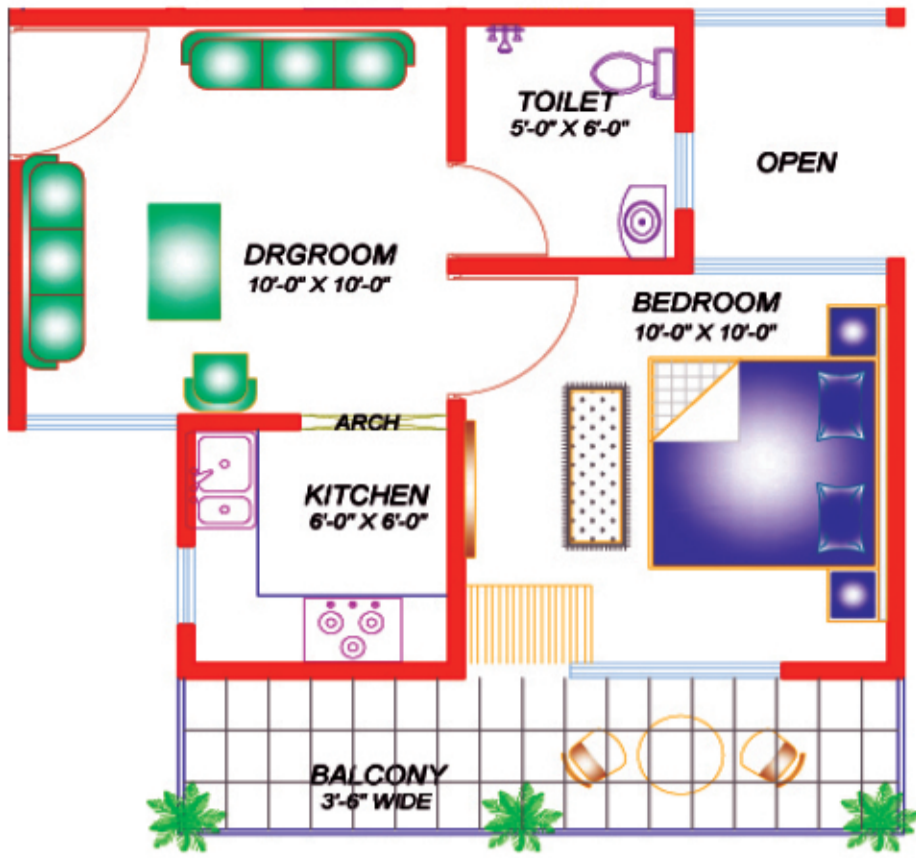 TOILET
5'-0" X 6'-0"
OPEN
DRGROOM
10'-0" X 10'-0"
BEDROOM
10'-0" X 10'-0"
ARCH
KITCHEN
6'-0" X 6'-0"
BALCONY
3'-6" WIDE